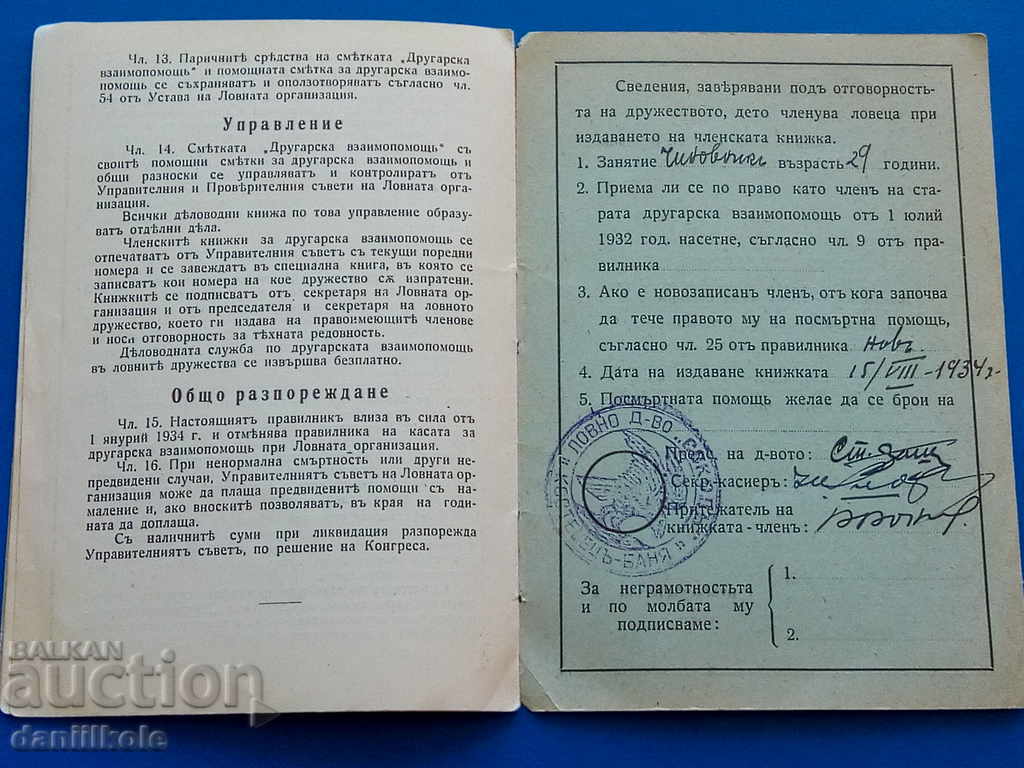 Чл. 13. Паричнитѣ срѣдства на смѣтката „Другарска
взаимопомощь“ и помощната смѣтка за другарска взаимо-
помощь се съхраняватъ и оползотворяватъ съгласно чл.
54 отъ Устава на Ловната организация.
Управление
Чл. 14. Смѣтката „Другарска взаимопомощь“ съ
своитѣ помощни смѣтки за другарска взаимопомощь и
общи разноски се управляватъ и контролиратъ отъ
Управителния и Провѣрителния съвети на Ловната орга-
низация.
Всички дѣловодни книжа по това управление образу-
ватъ отдѣлни дѣла.
Членскитѣ книжки за другарска взаимопомощь се
отпечатватъ отъ Управителния съветъ съ текущи поредни
номера и се завеждатъ въ специална книга, въ която се
записватъ кои номера на кое дружество сѫ изпратени.
Книжкитѣ се подписватъ отъ секретаря на Ловната ор-
ганизация и отъ председателя и секретаря на ловното
дружество, което ги издава на правоимеющитѣ членове
и носи отговорность за тѣхната редовность.
Дѣловодната служба по другарската взаимопомощь
въ ловнитѣ дружества се извършва безплатно.
Общо разпореждане
Чл. 15. Настоящиятъ правилникъ влиза въ сила отъ
1 януарий 1934 г. и отмѣнява правилника на касата за
другарска взаимопомощь при Ловната организация.
Чл. 16. При ненормална смъртность или други не-
предвидени случаи, Управителниятъ съветъ на Ловната ор-
ганизация може да плаща предвиденитѣ помощи съ на-
маление и, ако вноскитѣ позволяватъ, въ края на годи-
ната да доплаща.
Съ наличнитѣ суми при ликвидация разпорежда
Управителниятъ съветъ, по решение на Конгреса.
Сведения, завѣрявани подъ отговорность-
та на дружеството, дето членува ловеца при
издаването на членската книжка.
1. Занятие Чиновникъ възрасть 29 години.
2. Приема ли се по право като членъ на ста-
рата другарска взаимопомощь отъ 1 юлий
1932 год. насетне, съгласно чл. 9 отъ пра-
вилника
3. Ако е новозаписанъ членъ, отъ кога започва
да тече правото му на посмъртна помощь,
съгласно чл. 25 отъ правилника новъ
4. Дата на издаване книжката 15/VIII-1934 г.
5. Посмъртната помощь желае да се брои на
Предс. на д-вото:
Секр.-касиеръ:
Притежатель на
книжката-членъ:
ЛОВНО Д-ВО „СОКОЛЪ“ КОСТЕНЕЦЪ-БАНЯ
За неграмотностьта
и по молбата му
подписваме:
1.
2.
BALKAN
auction
daniilkole